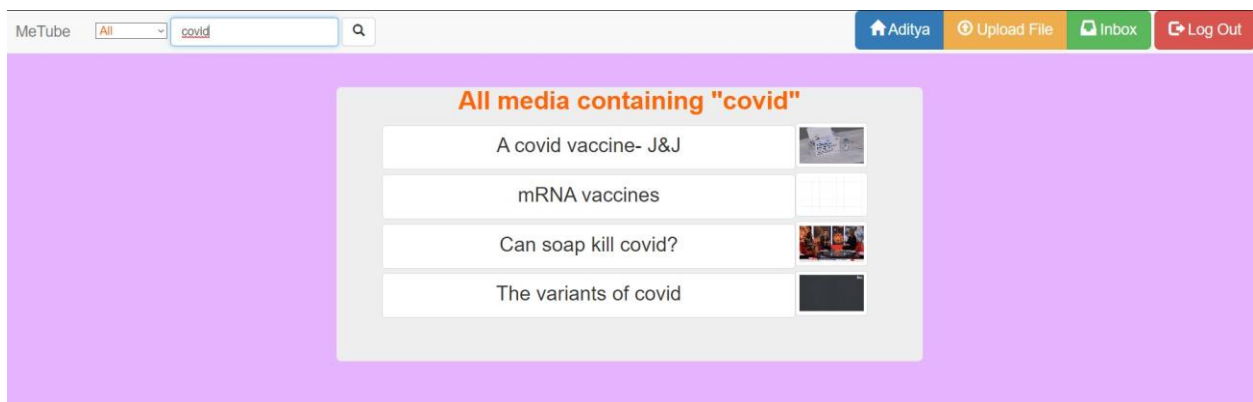 MeTube All covid Aditya Upload File Inbox Log Out
All media containing "covid"
A covid vaccine- J&J
mRNA vaccines
Can soap kill covid?
The variants of covid